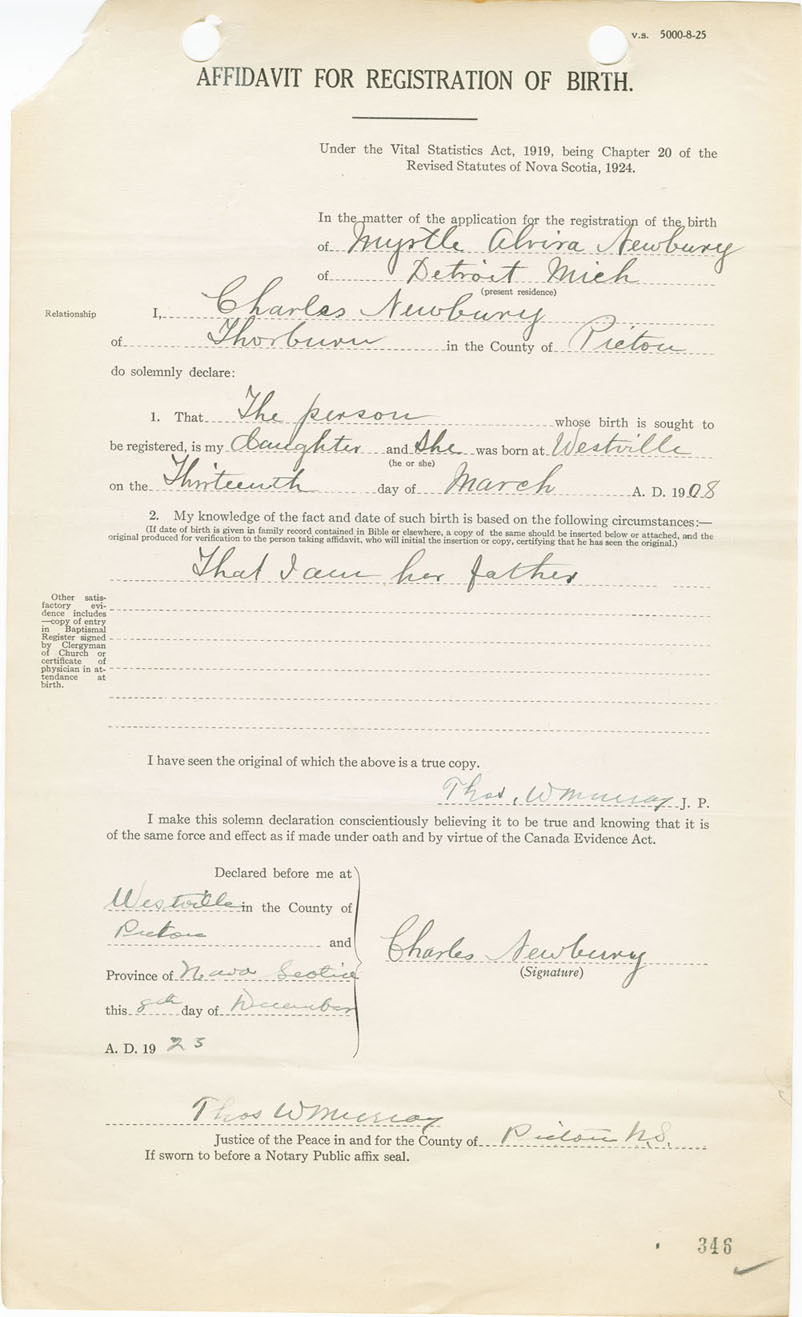 v.s. 5000-8-25
AFFIDAVIT FOR REGISTRATION OF BIRTH.
Under the Vital Statistics Act, 1919, being Chapter 20 of the
Revised Statutes of Nova Scotia, 1924.
In the matter of the application for the registration of the birth
of Myrtle Alvira Newbury
of Detroit Mich
(present residence)
Relationship I, Charles Newbury
of Thorburn in the County of Pictou
do solemnly declare:
1. That The person whose birth is sought to
be registered, is my daughter and She was born at Westville
(he or she)
on the Thirteenth day of March A. D. 1908
2. My knowledge of the fact and date of such birth is based on the following circumstances:—
(If date of birth is given in family record contained in Bible or elsewhere, a copy of the same should be inserted below or attached, and the
original produced for verification to the person taking affidavit, who will initial the insertion or copy, certifying that he has seen the original.)
That I am her father
Other satis-
factory evi-
dence includes
—copy of entry
in Baptismal
Register signed
by Clergyman
of Church or
certificate of
physician in at-
tendance at
birth.
I have seen the original of which the above is a true copy.
Thos. W Murray J. P.
I make this solemn declaration conscientiously believing it to be true and knowing that it is
of the same force and effect as if made under oath and by virtue of the Canada Evidence Act.
Declared before me at
Westville in the County of
Pictou and
Province of Nova Scotia
this 8th day of December
A. D. 19 25
Charles Newbury
(Signature)
Thos W Murray
Justice of the Peace in and for the County of Pictou N.S.
If sworn to before a Notary Public affix seal.
346